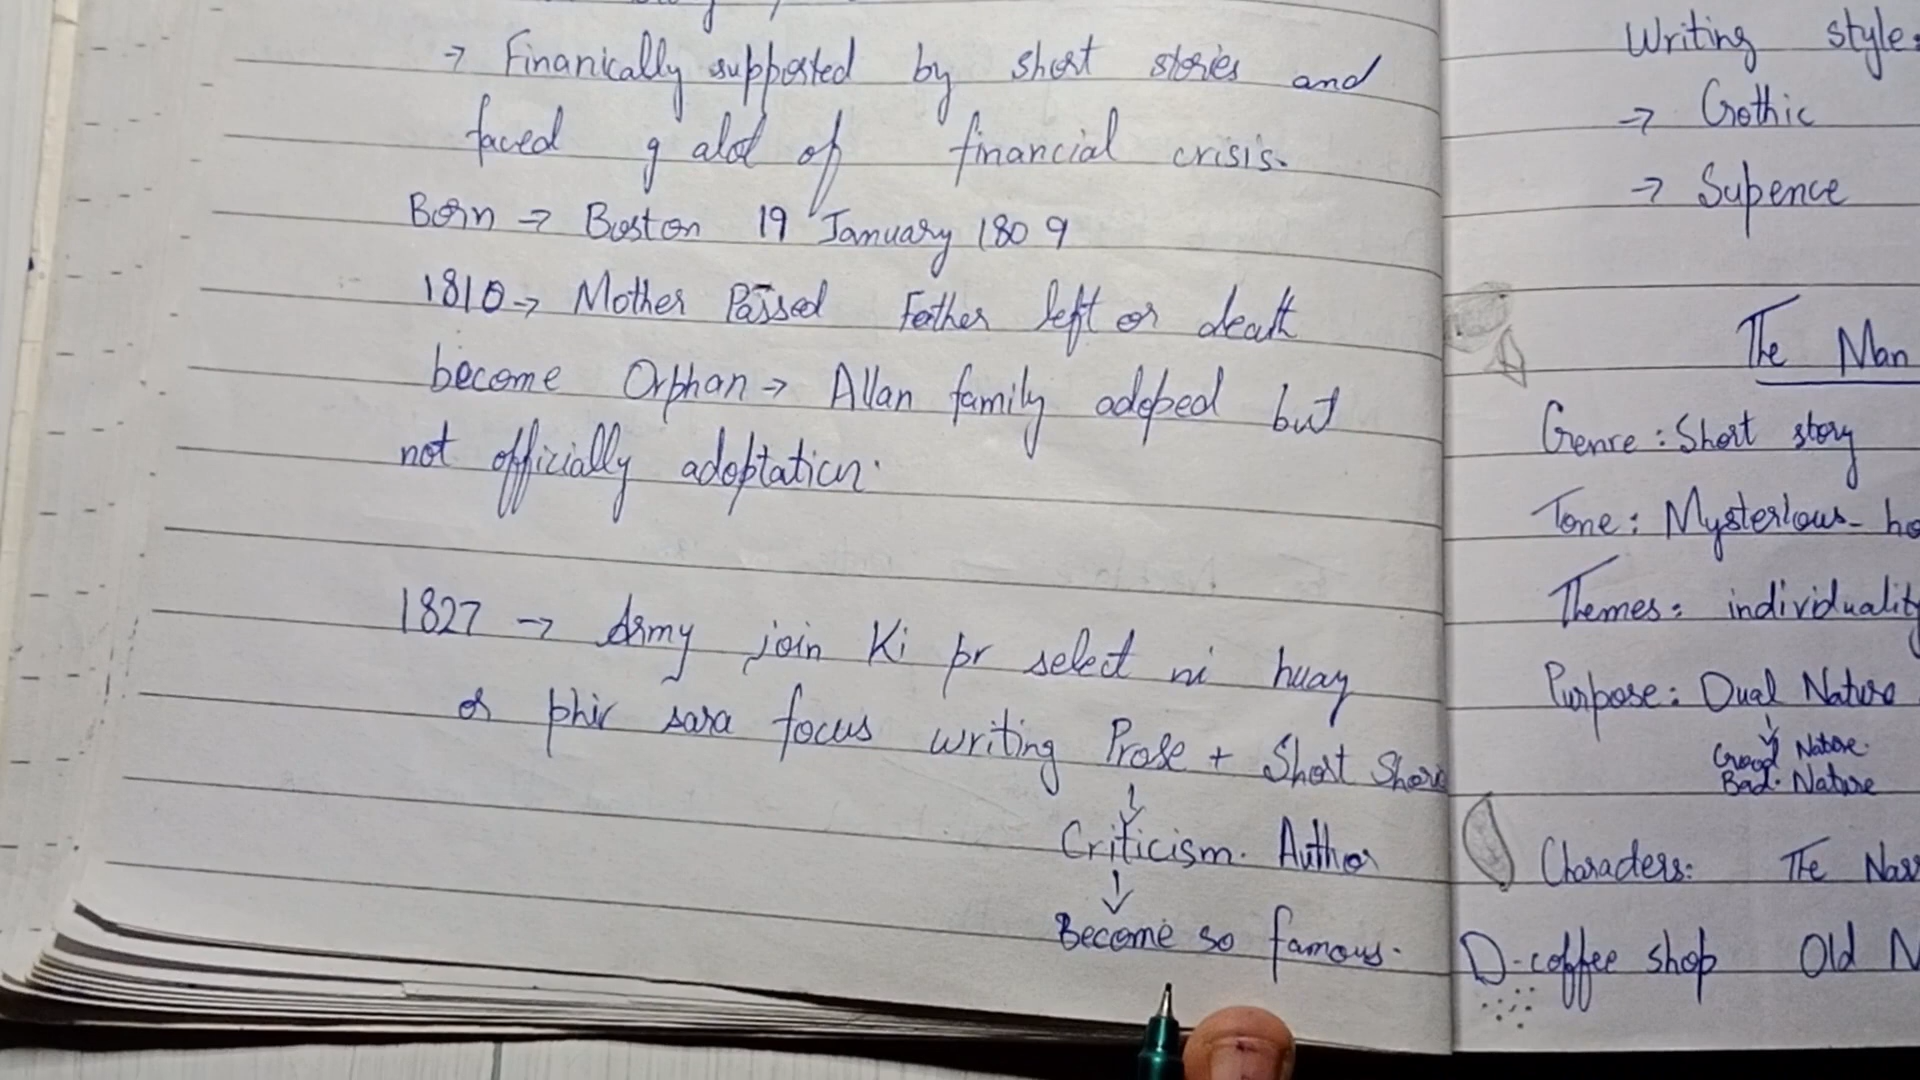 → Finanically supported by short stories and
faced g alot of financial crisis.
Born → Boston 19 January 1809
1810 → Mother Passed Father left or death
become Orphan → Allan family adopted but
not officially adoptation.
1827 → Army join Ki pr select ni huay
or phir sara focus writing Prose + Short
↓
Criticism. Author
↓
Become so famous.
Writing style:
→ Gothic
→ Supence
The Man
Genre : Short story
Tone : Mysterious - ho
Themes : individuality
Purpose : Dual Nature
↓
Good Nature.
Bad. Nature
Characters: The Narr
D-coffee shop Old